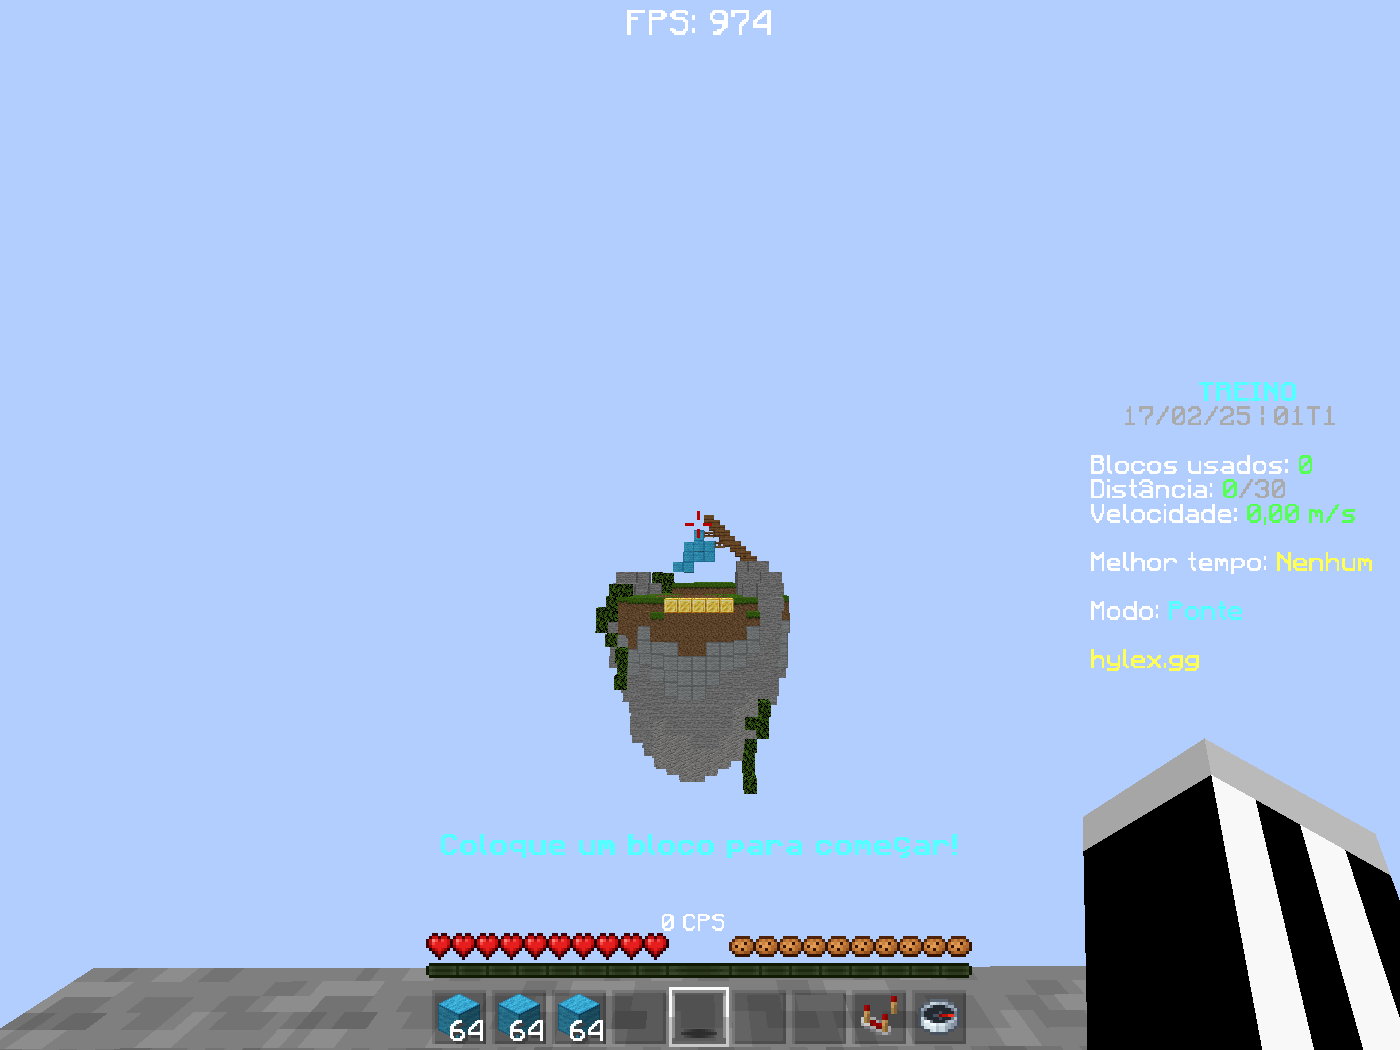 FPS: 974
TREINO
17/02/25|01T1
Blocos usados: 0
Distância: 0/30
Velocidade: 0,00 m/s
Melhor tempo: Nenhum
Modo: Ponte
hylex.gg
Coloque um bloco para começar!
0 CPS
64 64 64